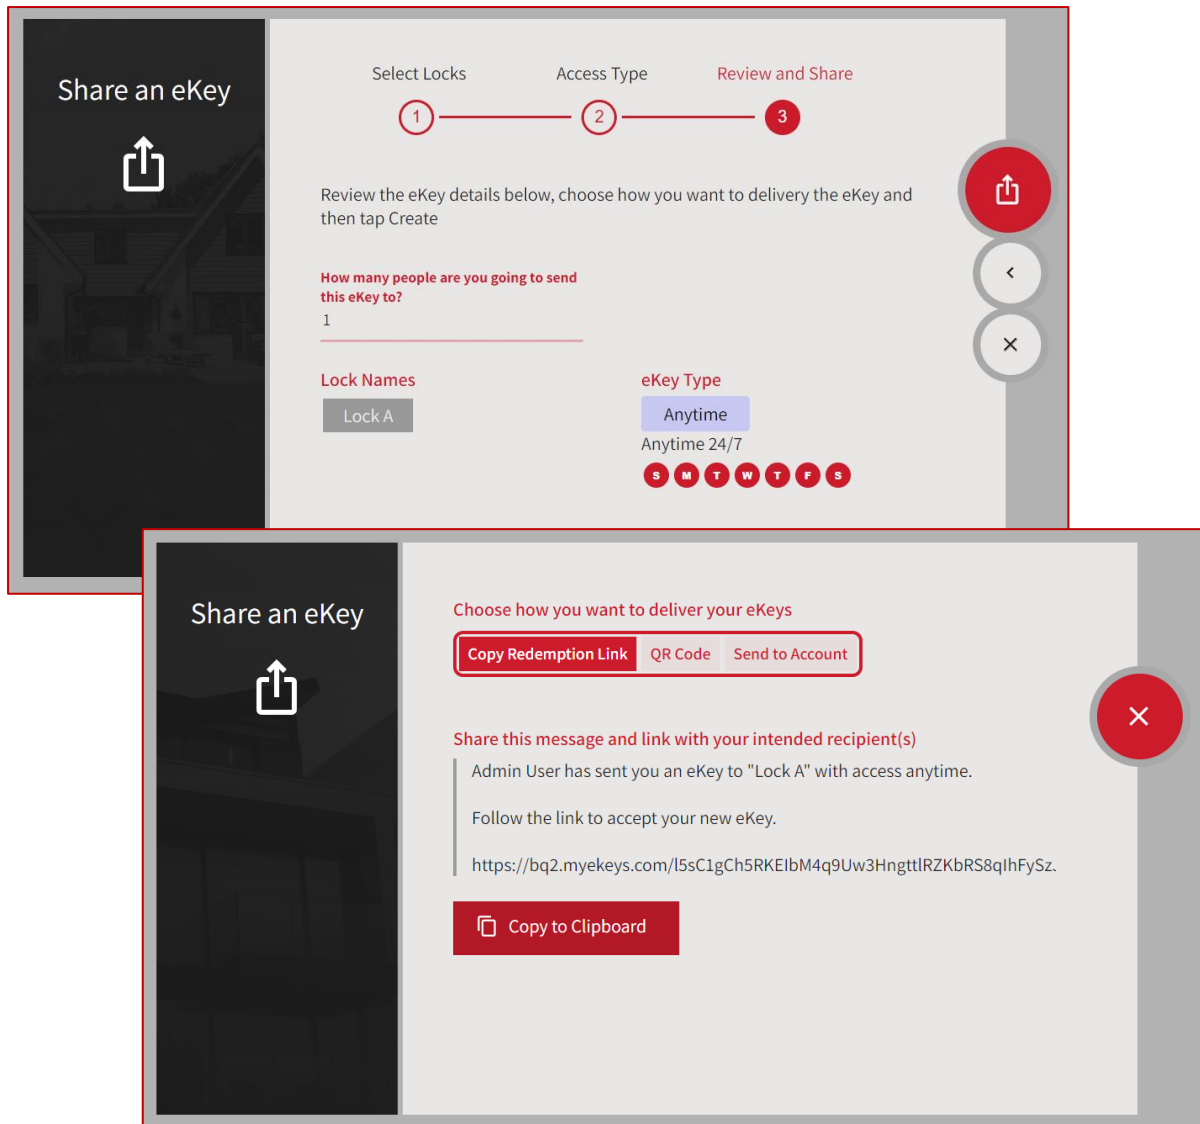 Share an eKey
Select Locks
Access Type
Review and Share
1
2
3
Review the eKey details below, choose how you want to delivery the eKey and
then tap Create
How many people are you going to send
this eKey to?
1
Lock Names
Lock A
eKey Type
Anytime
Anytime 24/7
S M T W T F S
Share an eKey
Choose how you want to deliver your eKeys
Copy Redemption Link
QR Code
Send to Account
Share this message and link with your intended recipient(s)
Admin User has sent you an eKey to "Lock A" with access anytime.
Follow the link to accept your new eKey.
https://bq2.myekeys.com/l5sC1gCh5RKEIbM4q9Uw3HngttlRZKbRS8qIhFySz.
Copy to Clipboard